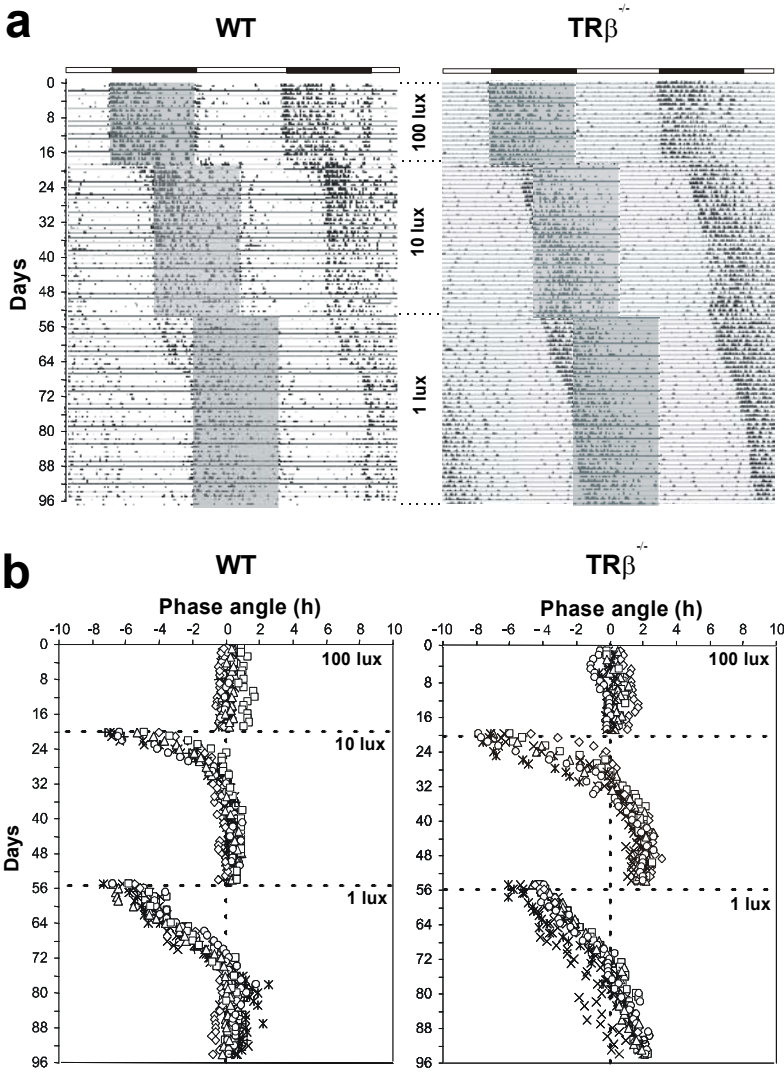 a
WT
TRβ-/-
0
8
16
24
32
40
48
56
64
72
80
88
96
Days
100 lux
10 lux
1 lux
b
WT
TRβ-/-
Phase angle (h)
-10 -8 -6 -4 -2 0 2 4 6 8 10
0
8
16
24
32
40
48
56
64
72
80
88
96
Days
100 lux
10 lux
1 lux
Phase angle (h)
-10 -8 -6 -4 -2 0 2 4 6 8 10
0
8
16
24
32
40
48
56
64
72
80
88
96
100 lux
10 lux
1 lux